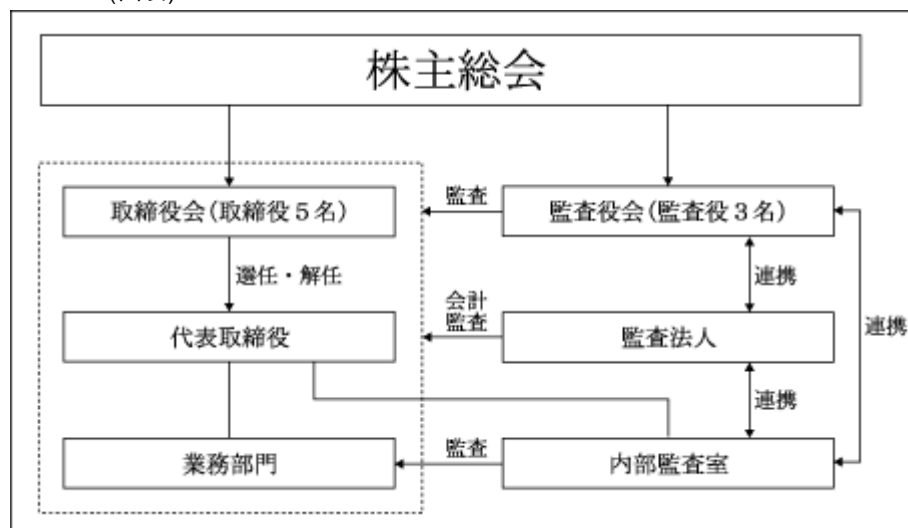 株主総会
取締役会(取締役5名)
監査
監査役会(監査役3名)
選任・解任
連携
会計
監査
代表取締役
監査法人
連携
連携
業務部門
監査
内部監査室